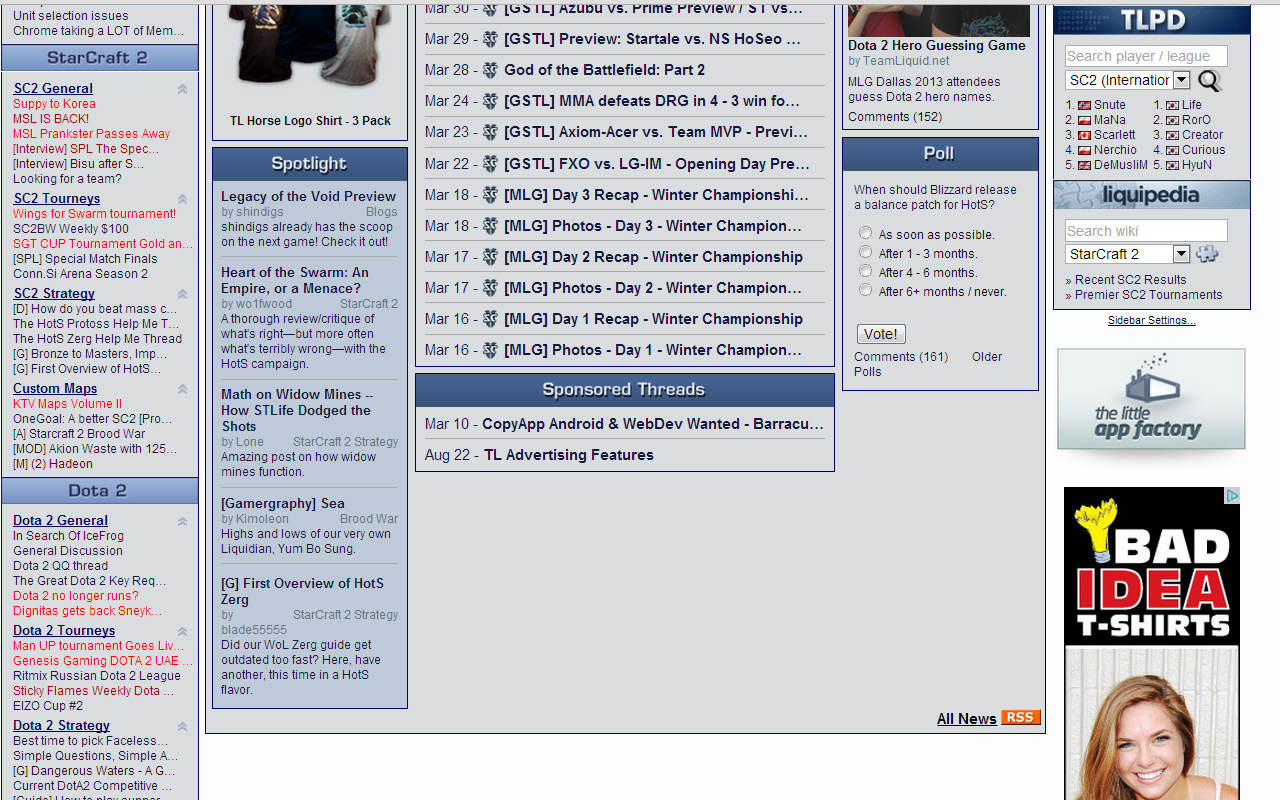 Unit selection issues
Chrome taking a LOT of Mem...
StarCraft 2
SC2 General
Suppy to Korea
MSL IS BACK!
MSL Prankster Passes Away
[Interview] SPL The Spec...
[Interview] Bisu after S...
Looking for a team?
SC2 Tourneys
Wings for Swarm tournament!
SC2BW Weekly $100
SGT CUP Tournament Gold an...
[SPL] Special Match Finals
Conn.Si Arena Season 2
SC2 Strategy
[D] How do you beat mass c...
The HotS Protoss Help Me T...
The HotS Zerg Help Me Thread
[G] Bronze to Masters, Imp...
[G] First Overview of HotS...
Custom Maps
KTV Maps Volume II
OneGoal: A better SC2 [Pro...
[A] Starcraft 2 Brood War
[MOD] Akion Waste with 125...
[M] (2) Hadeon
Dota 2
Dota 2 General
In Search Of IceFrog
General Discussion
Dota 2 QQ thread
The Great Dota 2 Key Req...
Dota 2 no longer runs?
Dignitas gets back Sneyk...
Dota 2 Tourneys
Man UP tournament Goes Liv...
Genesis Gaming DOTA 2 UAE ...
Ritmix Russian Dota 2 League
Sticky Flames Weekly Dota ...
EIZO Cup #2
Dota 2 Strategy
Best time to pick Faceless...
Simple Questions, Simple A...
[G] Dangerous Waters - A G...
Current DotA2 Competitive ...
TL Horse Logo Shirt - 3 Pack
Spotlight
Legacy of the Void Preview
by shindigs Blogs
shindigs already has the scoop
on the next game! Check it out!
Heart of the Swarm: An
Empire, or a Menace?
by wo1fwood StarCraft 2
A thorough review/critique of
what's right—but more often
what's terribly wrong—with the
HotS campaign.
Math on Widow Mines --
How STLife Dodged the
Shots
by Lone StarCraft 2 Strategy
Amazing post on how widow
mines function.
[Gamergraphy] Sea
by Kimoleon Brood War
Highs and lows of our very own
Liquidian, Yum Bo Sung.
[G] First Overview of HotS
Zerg
by StarCraft 2 Strategy
blade55555
Did our WoL Zerg guide get
outdated too fast? Here, have
another, this time in a HotS
flavor.
Mar 30 - [GSTL] Azubu vs. Prime Preview / ST vs...
Mar 29 - [GSTL] Preview: Startale vs. NS HoSeo ...
Mar 28 - God of the Battlefield: Part 2
Mar 24 - [GSTL] MMA defeats DRG in 4 - 3 win fo...
Mar 23 - [GSTL] Axiom-Acer vs. Team MVP - Previ...
Mar 22 - [GSTL] FXO vs. LG-IM - Opening Day Pre...
Mar 18 - [MLG] Day 3 Recap - Winter Championshi...
Mar 18 - [MLG] Photos - Day 3 - Winter Champion...
Mar 17 - [MLG] Day 2 Recap - Winter Championship
Mar 17 - [MLG] Photos - Day 2 - Winter Champion...
Mar 16 - [MLG] Day 1 Recap - Winter Championship
Mar 16 - [MLG] Photos - Day 1 - Winter Champion...
Sponsored Threads
Mar 10 - CopyApp Android & WebDev Wanted - Barracu...
Aug 22 - TL Advertising Features
Dota 2 Hero Guessing Game
by TeamLiquid.net
MLG Dallas 2013 attendees
guess Dota 2 hero names.
Comments (152)
Poll
When should Blizzard release
a balance patch for HotS?
As soon as possible.
After 1 - 3 months.
After 4 - 6 months.
After 6+ months / never.
Vote!
Comments (161) Older
Polls
All News RSS
TLPD
Search player / league
SC2 (Internatior
1. Snute 1. Life
2. MaNa 2. RorO
3. Scarlett 3. Creator
4. Nerchio 4. Curious
5. DeMusliM 5. HyuN
liquipedia
Search wiki
StarCraft 2
» Recent SC2 Results
» Premier SC2 Tournaments
Sidebar Settings...
the little
app factory
BAD
IDEA
T-SHIRTS